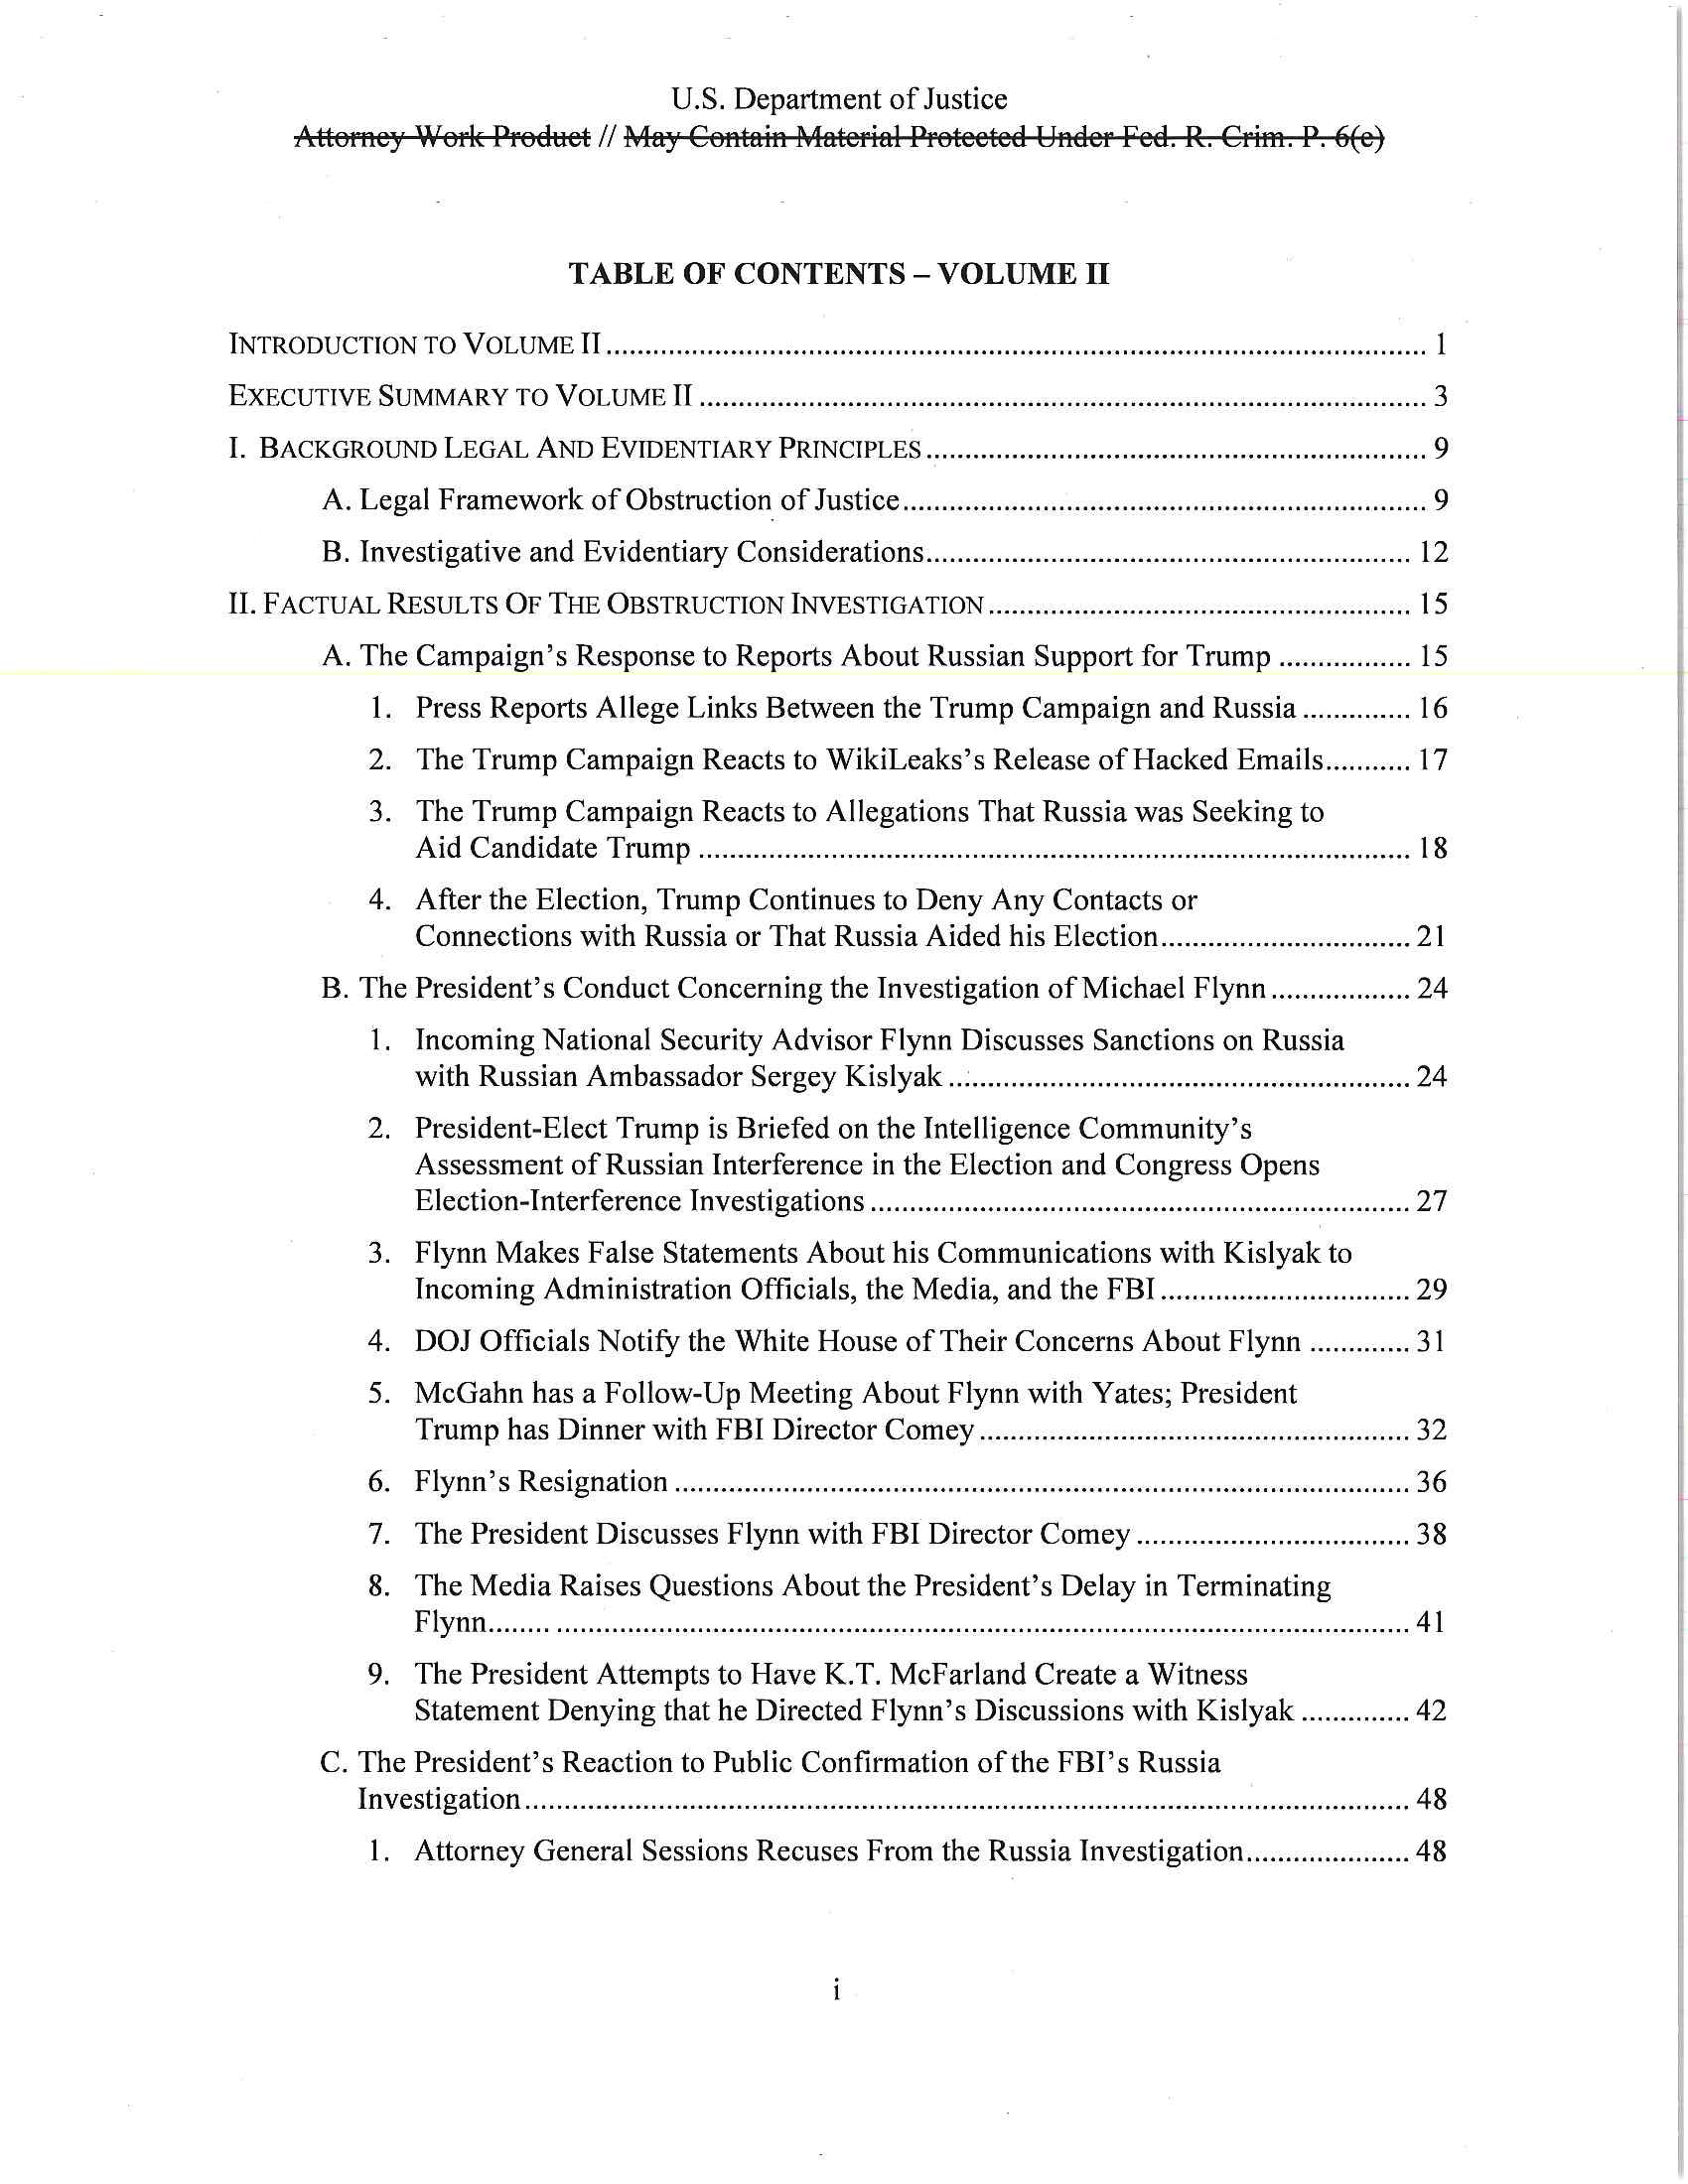 U.S. Department of Justice
Attorney Work Product // May Contain Material Protected Under Fed. R. Crim. P. 6(e)
TABLE OF CONTENTS – VOLUME II
INTRODUCTION TO VOLUME II ........ 1
EXECUTIVE SUMMARY TO VOLUME II ........ 3
I. BACKGROUND LEGAL AND EVIDENTIARY PRINCIPLES ........ 9
A. Legal Framework of Obstruction of Justice ........ 9
B. Investigative and Evidentiary Considerations ........ 12
II. FACTUAL RESULTS OF THE OBSTRUCTION INVESTIGATION ........ 15
A. The Campaign's Response to Reports About Russian Support for Trump ........ 15
1. Press Reports Allege Links Between the Trump Campaign and Russia ........ 16
2. The Trump Campaign Reacts to WikiLeaks's Release of Hacked Emails ........ 17
3. The Trump Campaign Reacts to Allegations That Russia was Seeking to
Aid Candidate Trump ........ 18
4. After the Election, Trump Continues to Deny Any Contacts or
Connections with Russia or That Russia Aided his Election ........ 21
B. The President's Conduct Concerning the Investigation of Michael Flynn ........ 24
1. Incoming National Security Advisor Flynn Discusses Sanctions on Russia
with Russian Ambassador Sergey Kislyak ........ 24
2. President-Elect Trump is Briefed on the Intelligence Community's
Assessment of Russian Interference in the Election and Congress Opens
Election-Interference Investigations ........ 27
3. Flynn Makes False Statements About his Communications with Kislyak to
Incoming Administration Officials, the Media, and the FBI ........ 29
4. DOJ Officials Notify the White House of Their Concerns About Flynn ........ 31
5. McGahn has a Follow-Up Meeting About Flynn with Yates; President
Trump has Dinner with FBI Director Comey ........ 32
6. Flynn's Resignation ........ 36
7. The President Discusses Flynn with FBI Director Comey ........ 38
8. The Media Raises Questions About the President's Delay in Terminating
Flynn ........ 41
9. The President Attempts to Have K.T. McFarland Create a Witness
Statement Denying that he Directed Flynn's Discussions with Kislyak ........ 42
C. The President's Reaction to Public Confirmation of the FBI's Russia
Investigation ........ 48
1. Attorney General Sessions Recuses From the Russia Investigation ........ 48
i